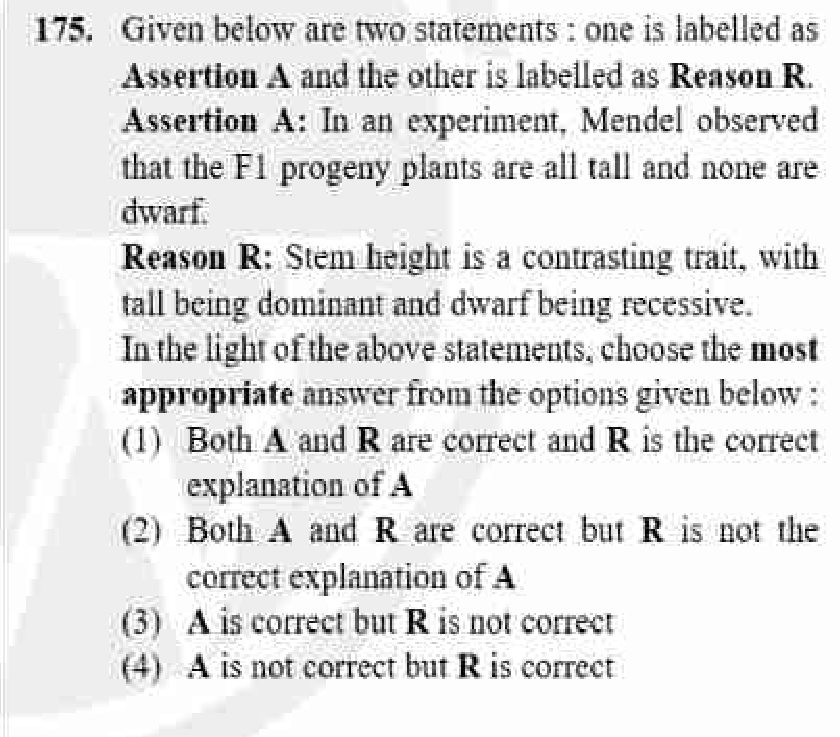 175. Given below are two statements : one is labelled as
Assertion A and the other is labelled as Reason R.
Assertion A: In an experiment, Mendel observed
that the F1 progeny plants are all tall and none are
dwarf.
Reason R: Stem height is a contrasting trait, with
tall being dominant and dwarf being recessive.
In the light of the above statements, choose the most
appropriate answer from the options given below :
(1) Both A and R are correct and R is the correct
explanation of A
(2) Both A and R are correct but R is not the
correct explanation of A
(3) A is correct but R is not correct
(4) A is not correct but R is correct